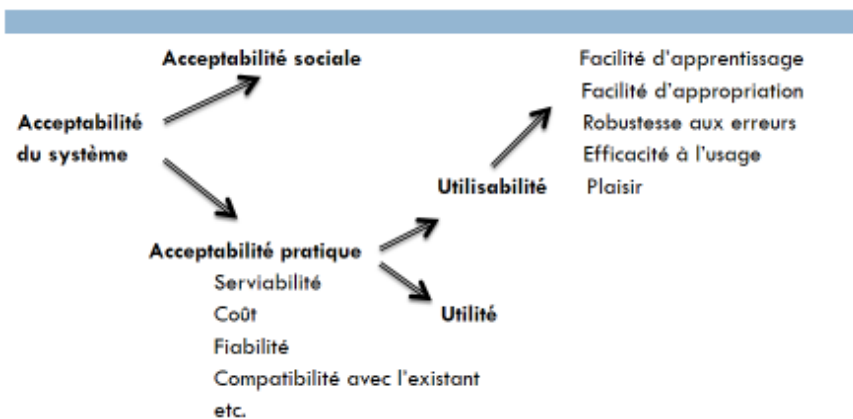 Acceptabilité sociale
Acceptabilité
du système
Acceptabilité pratique
Serviabilité
Coût
Fiabilité
Compatibilité avec l'existant
etc.
Utilisabilité
Utilité
Facilité d'apprentissage
Facilité d'appropriation
Robustesse aux erreurs
Efficacité à l'usage
Plaisir